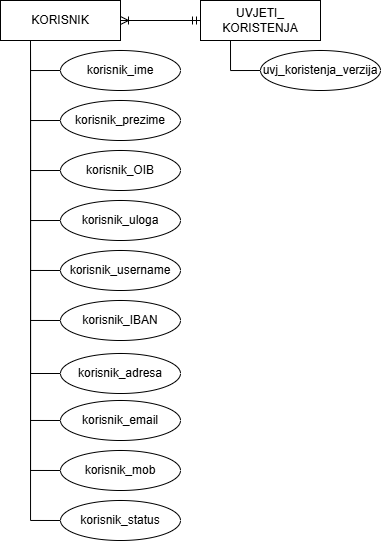 KORISNIK
UVJETI_
KORISTENJA
korisnik_ime
uvj_koristenja_verzija
korisnik_prezime
korisnik_OIB
korisnik_uloga
korisnik_username
korisnik_IBAN
korisnik_adresa
korisnik_email
korisnik_mob
korisnik_status